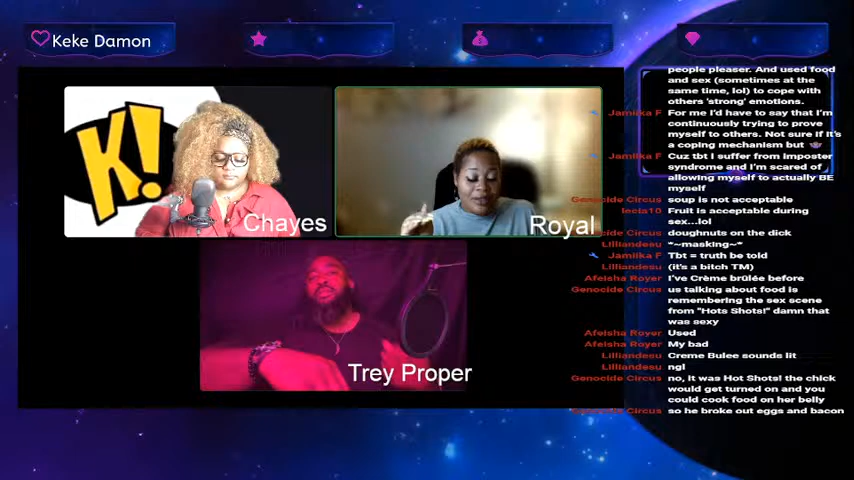 Keke Damon
K!
Chayes
Royal
Trey Proper
people pleaser. And used food
and sex (sometimes at the
same time, lol) to cope with
others 'strong' emotions.
Jamiika F For me I'd have to say that I'm
continuously trying to prove
myself to others. Not sure if it's
a coping mechanism but
Jamiika F Cuz tbt I suffer from imposter
syndrome and I'm scared of
allowing myself to actually BE
myself
Genocide Circus soup is not acceptable
lecia10 Fruit is acceptable during
sex...lol
Genocide Circus doughnuts on the dick
Lilliandesu *~masking~*
Jamiika F Tbt = truth be told
Lilliandesu (it's a bitch TM)
Afeisha Royer I've Crème brûlée before
Genocide Circus us talking about food is
remembering the sex scene
from "Hots Shots!" damn that
was sexy
Afeisha Royer Used
Afeisha Royer My bad
Lilliandesu Creme Bulee sounds lit
Lilliandesu ngl
Genocide Circus no, it was Hot Shots! the chick
would get turned on and you
could cook food on her belly
Genocide Circus so he broke out eggs and bacon